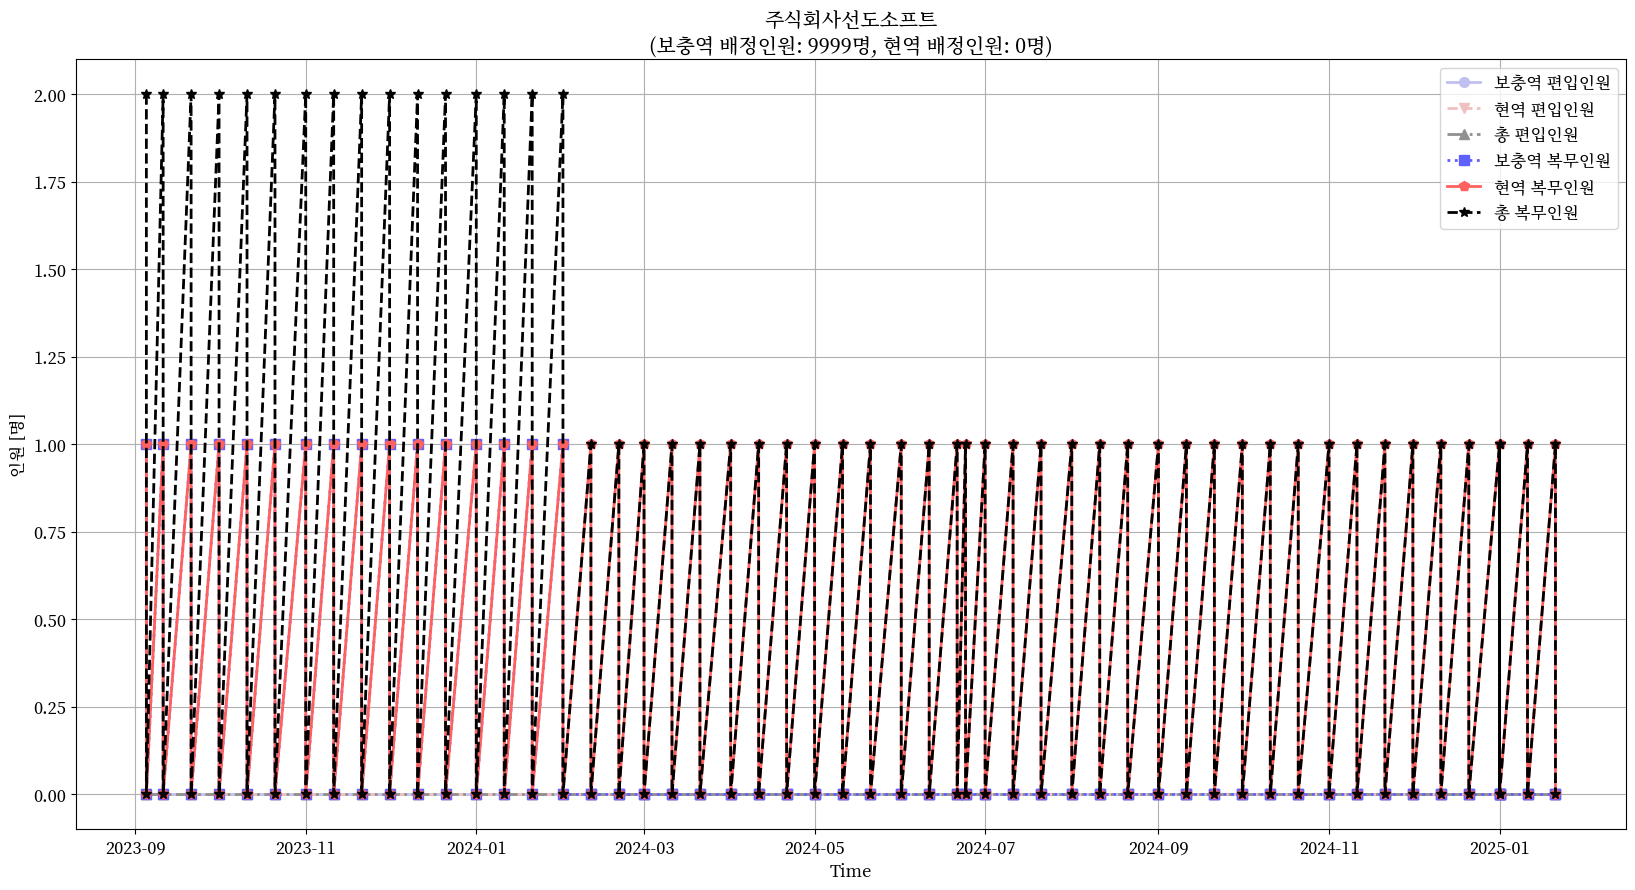 주식회사선도소프트
(보충역 배정인원: 9999명, 현역 배정인원: 0명)
보충역 편입인원
현역 편입인원
총 편입인원
보충역 복무인원
현역 복무인원
총 복무인원
인원 [명]
2.00
1.75
1.50
1.25
1.00
0.75
0.50
0.25
0.00
2023-09
2023-11
2024-01
2024-03
2024-05
2024-07
2024-09
2024-11
2025-01
Time